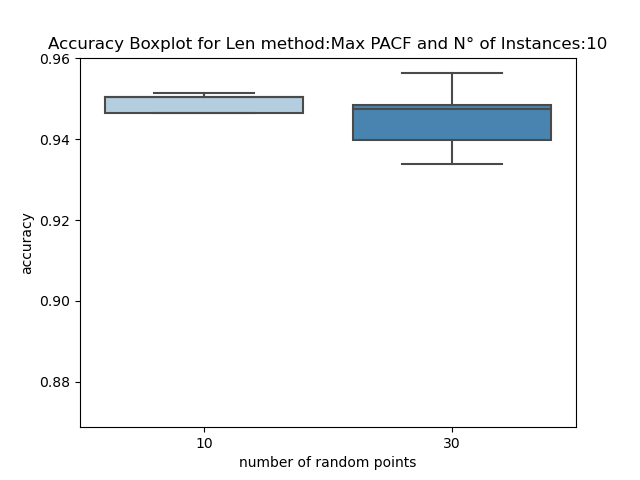 Accuracy Boxplot for Len method:Max PACF and N° of Instances:10
0.96
0.94
0.92
0.90
0.88
accuracy
10 30
number of random points